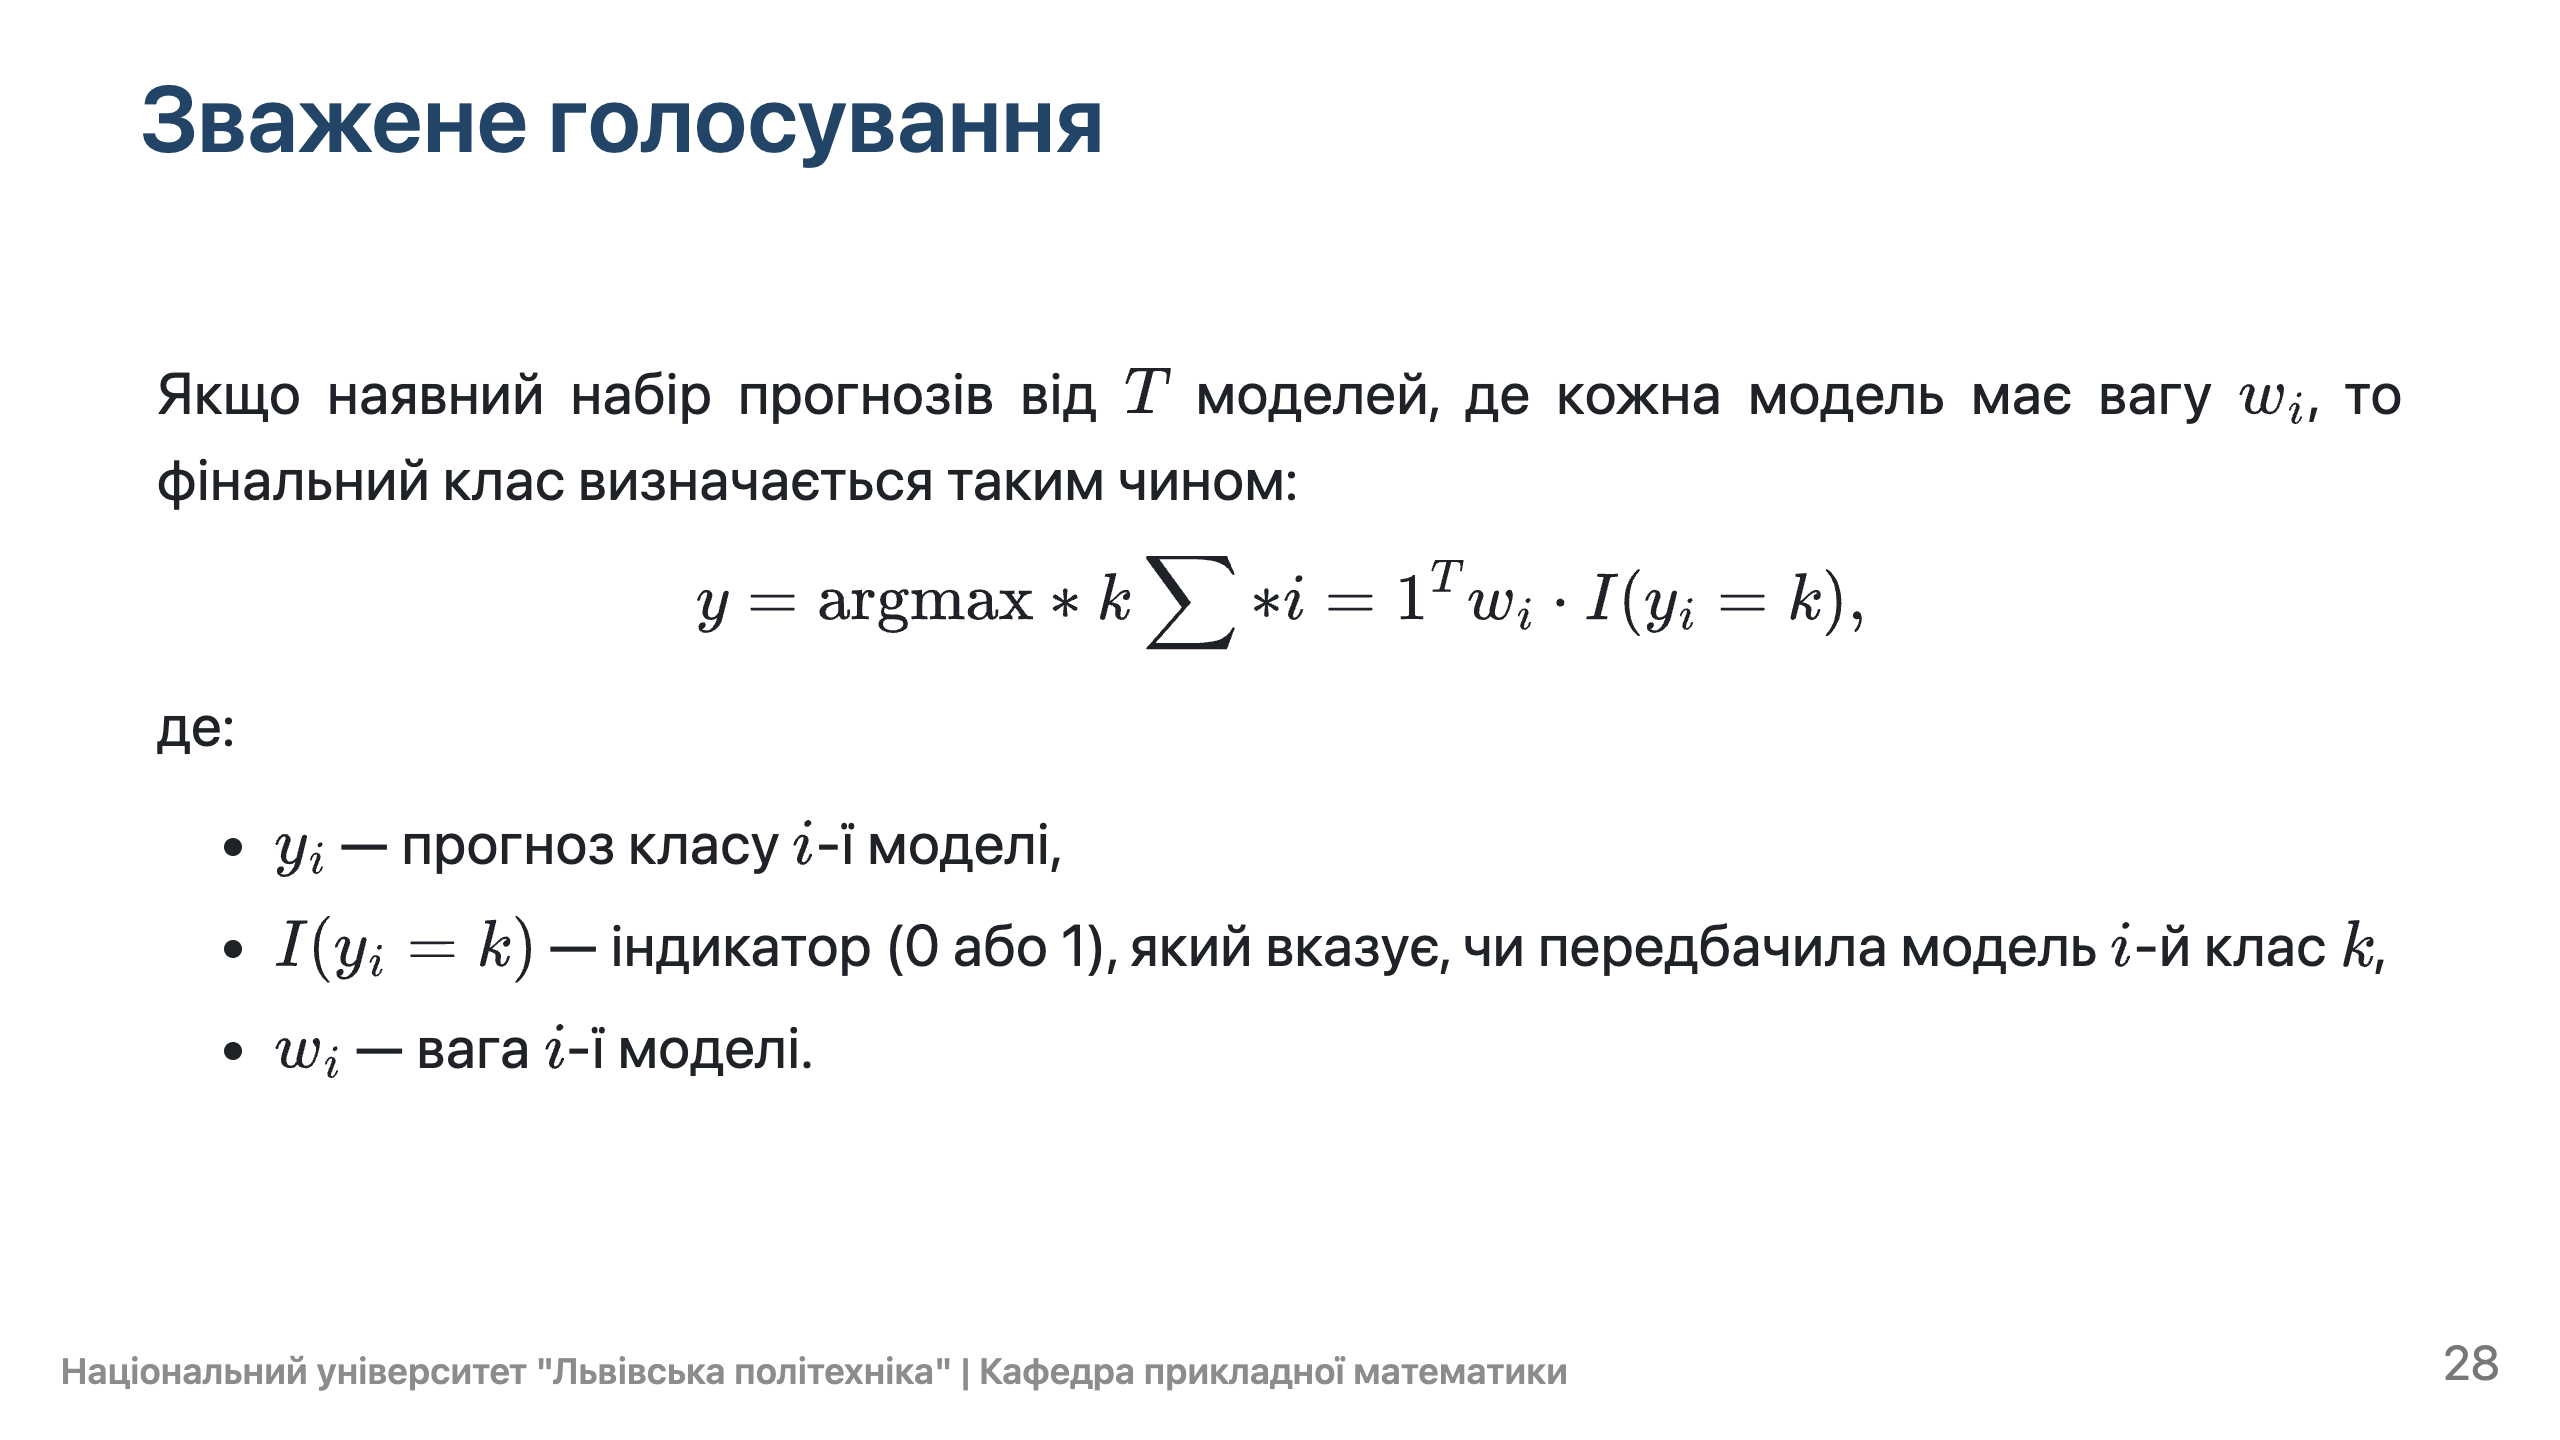 Зважене голосування
Якщо наявний набір прогнозів від T моделей, де кожна модель має вагу wᵢ, то
фінальний клас визначається таким чином:
y = argmax ∗ k ∑ ∗i = 1ᵀwᵢ · I(yᵢ = k),
де:
• yᵢ — прогноз класу i-ї моделі,
• I(yᵢ = k) — індикатор (0 або 1), який вказує, чи передбачила модель i-й клас k,
• wᵢ — вага i-ї моделі.
Національний університет "Львівська політехніка" | Кафедра прикладної математики
28